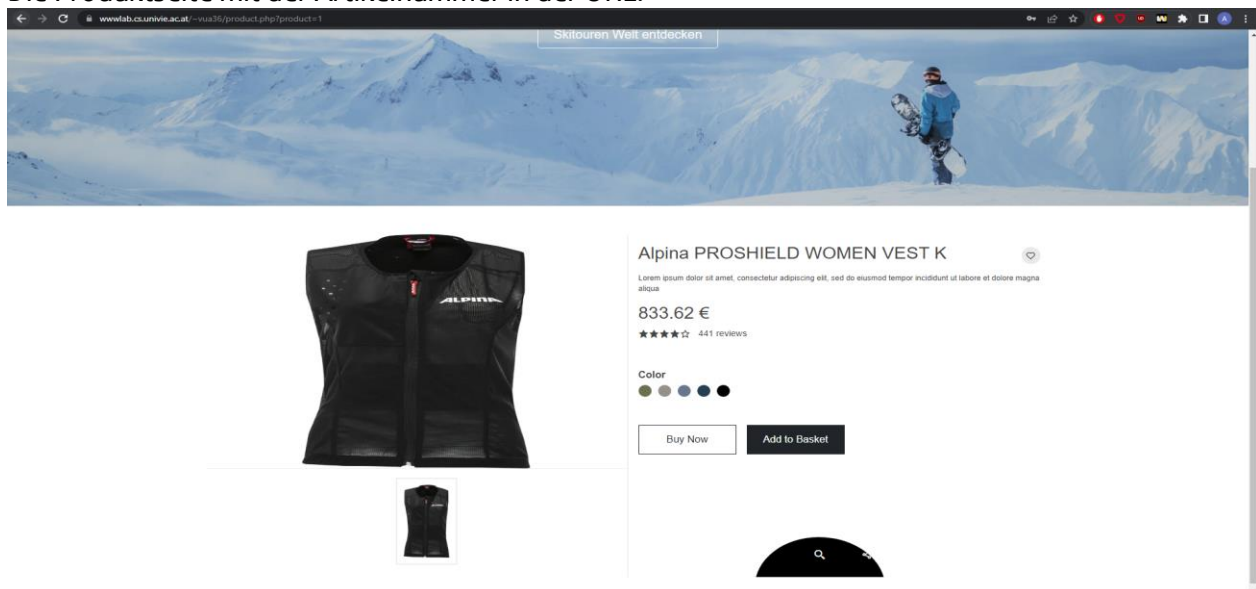 Die Produktseite mit der Artikelnummer in der URL.
wwwlab.cs.univie.ac.at/~vua36/product.php?product=1
Skitouren Welt entdecken
ALPINA
Alpina PROSHIELD WOMEN VEST K
Lorem ipsum dolor sit amet, consectetur adipiscing elit, sed do eiusmod tempor incididunt ut labore et dolore magna
aliqua
833.62 €
441 reviews
Color
Buy Now
Add to Basket